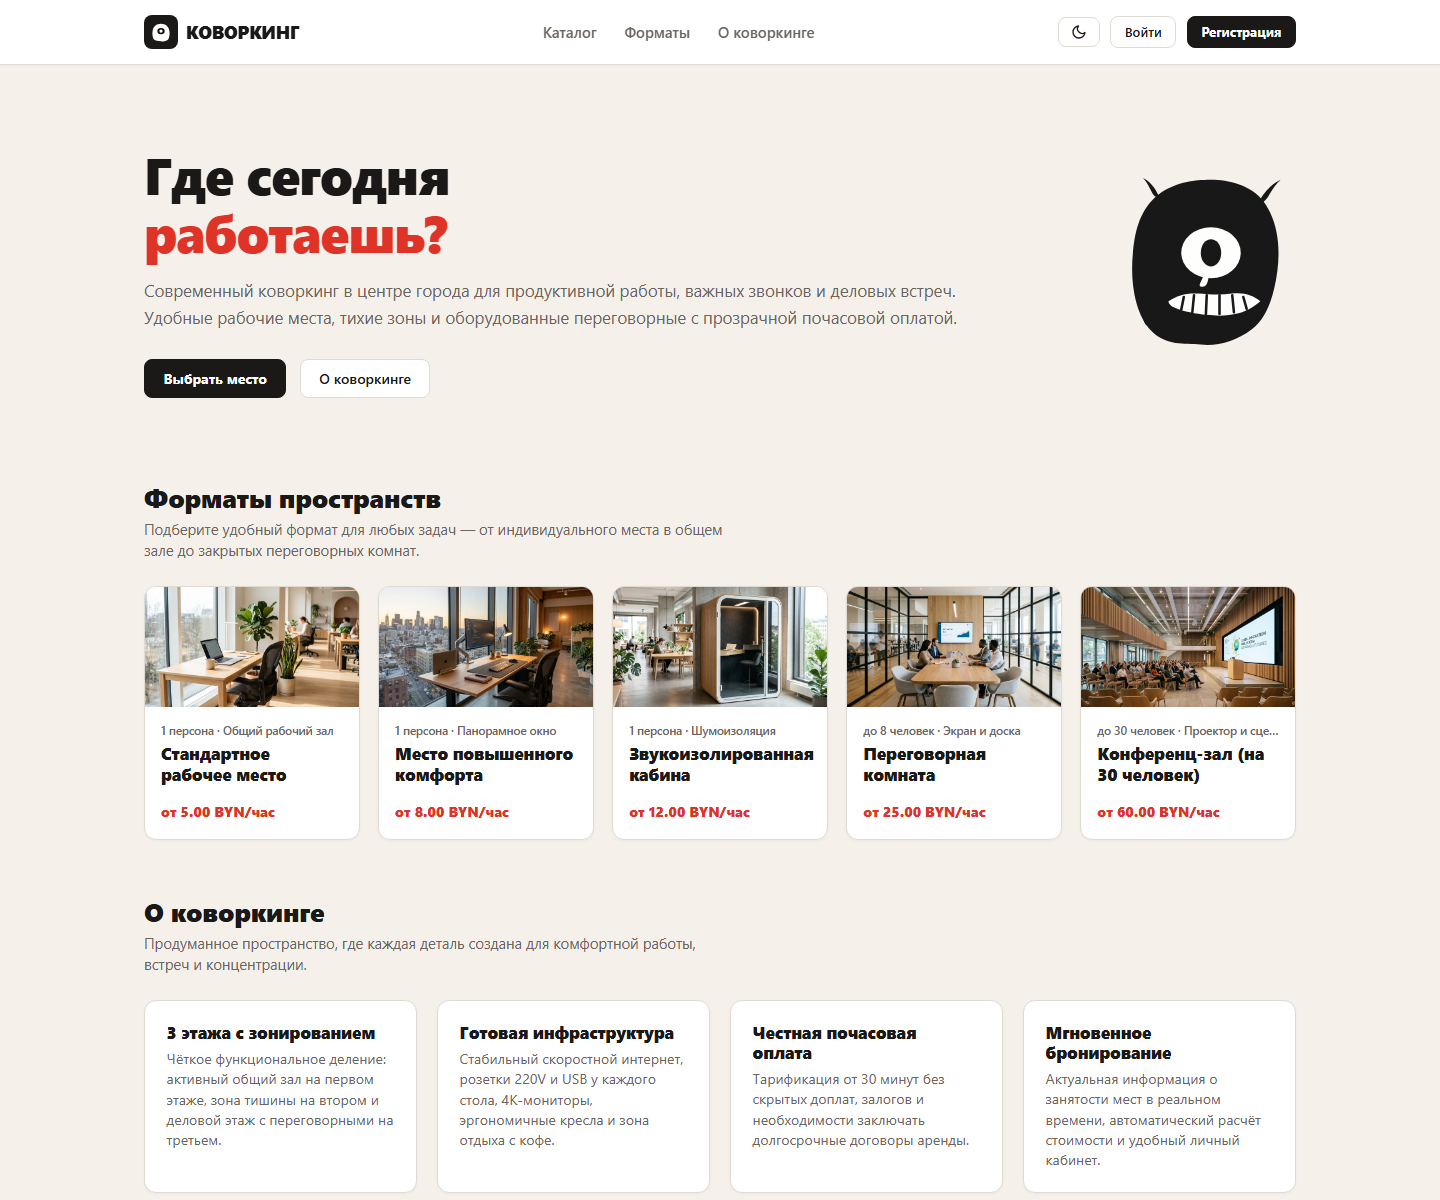 КОВОРКИНГ
Каталог
Форматы
О коворкинге
Войти
Регистрация
Где сегодня
работаешь?
Современный коворкинг в центре города для продуктивной работы, важных звонков и деловых встреч.
Удобные рабочие места, тихие зоны и оборудованные переговорные с прозрачной почасовой оплатой.
Выбрать место
О коворкинге
Форматы пространств
Подберите удобный формат для любых задач — от индивидуального места в общем
зале до закрытых переговорных комнат.
1 персона · Общий рабочий зал
Стандартное
рабочее место
от 5.00 BYN/час
1 персона · Панорамное окно
Место повышенного
комфорта
от 8.00 BYN/час
1 персона · Шумоизоляция
Звукоизолированная
кабина
от 12.00 BYN/час
до 8 человек · Экран и доска
Переговорная
комната
от 25.00 BYN/час
до 30 человек · Проектор и сце...
Конференц-зал (на
30 человек)
от 60.00 BYN/час
О коворкинге
Продуманное пространство, где каждая деталь создана для комфортной работы,
встреч и концентрации.
3 этажа с зонированием
Чёткое функциональное деление:
активный общий зал на первом
этаже, зона тишины на втором и
деловой этаж с переговорными на
третьем.
Готовая инфраструктура
Стабильный скоростной интернет,
розетки 220V и USB у каждого
стола, 4K-мониторы,
эргономичные кресла и зона
отдыха с кофе.
Честная почасовая
оплата
Тарификация от 30 минут без
скрытых доплат, залогов и
необходимости заключать
долгосрочные договоры аренды.
Мгновенное
бронирование
Актуальная информация о
занятости мест в реальном
времени, автоматический расчёт
стоимости и удобный личный
кабинет.